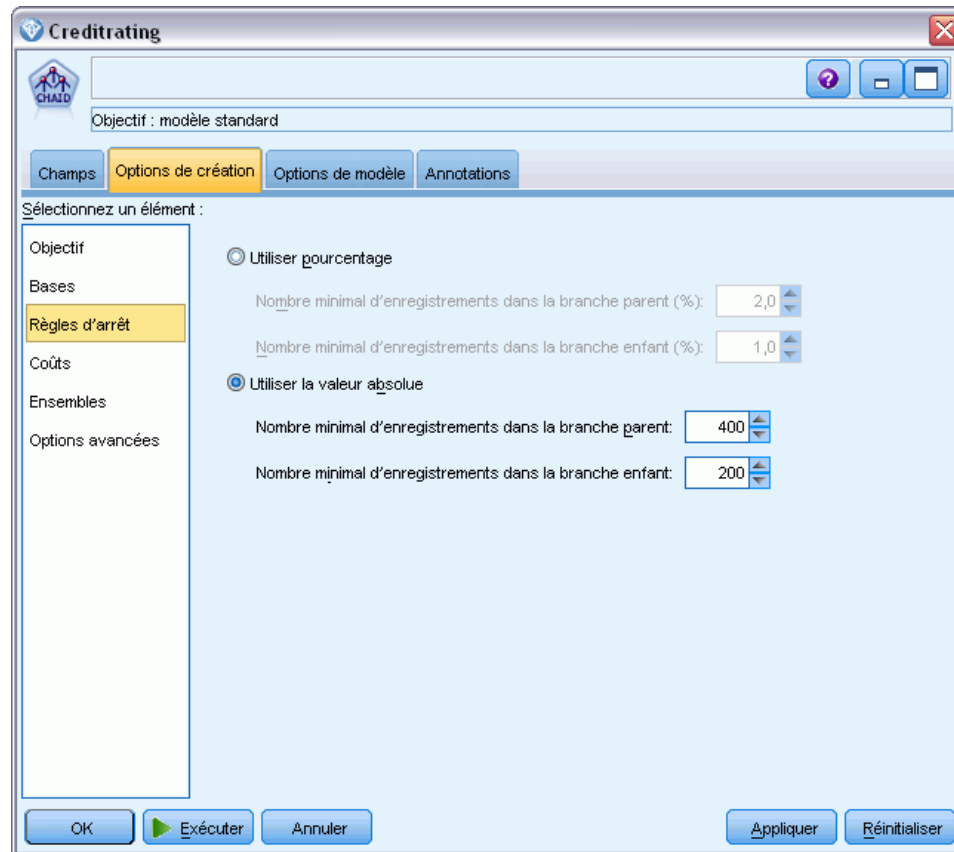 Creditrating
CHAID
Objectif : modèle standard
Champs
Options de création
Options de modèle
Annotations
Sélectionnez un élément :
Objectif
Bases
Règles d'arrêt
Coûts
Ensembles
Options avancées
Utiliser pourcentage
Nombre minimal d'enregistrements dans la branche parent (%): 2,0
Nombre minimal d'enregistrements dans la branche enfant (%): 1,0
Utiliser la valeur absolue
Nombre minimal d'enregistrements dans la branche parent: 400
Nombre minimal d'enregistrements dans la branche enfant: 200
OK
Exécuter
Annuler
Appliquer
Réinitialiser